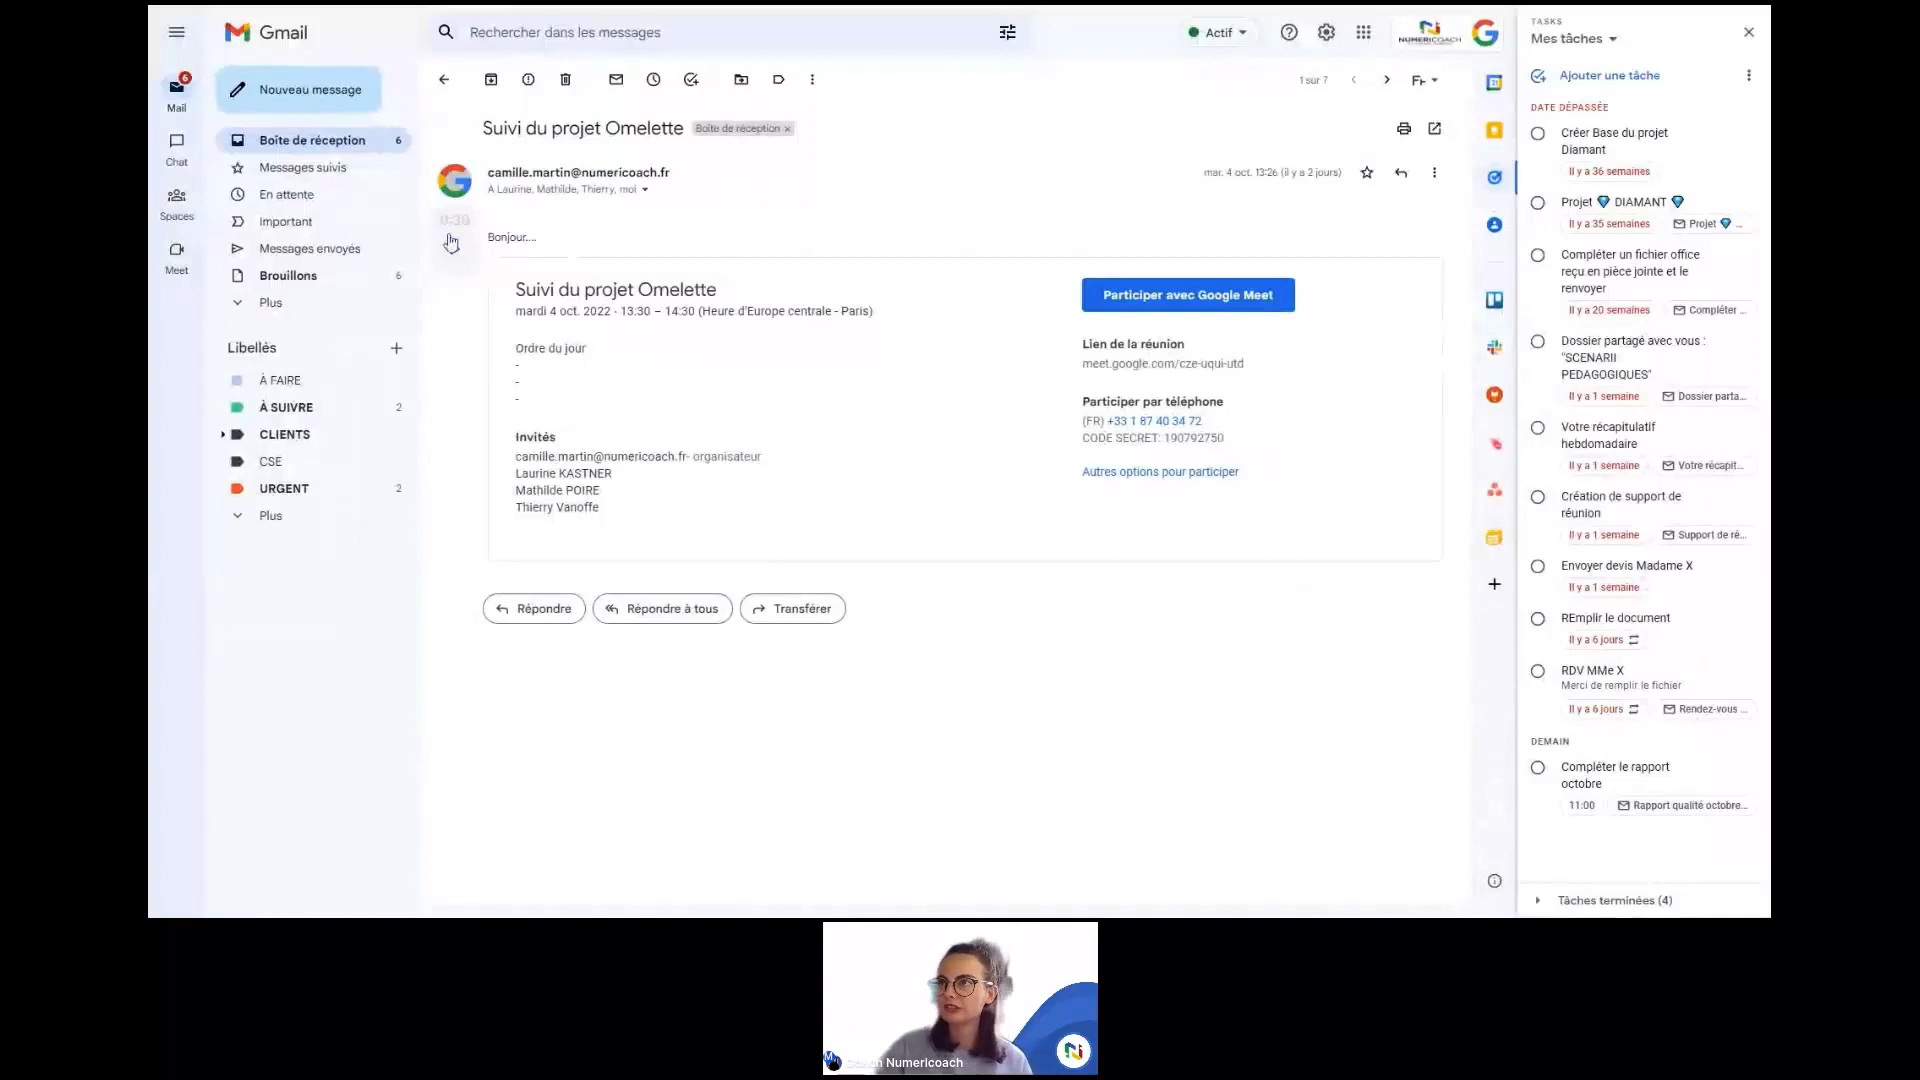 Gmail
Rechercher dans les messages
Actif
NUMERICOACH
TASKS
Mes tâches
6
Mail
Chat
Spaces
Meet
Nouveau message
Boîte de réception 6
Messages suivis
En attente
Important
Messages envoyés
Brouillons 6
Plus
Libellés
À FAIRE
À SUIVRE 2
CLIENTS
CSE
URGENT 2
Plus
1 sur 7
Fr
Suivi du projet Omelette
Boîte de réception ×
camille.martin@numericoach.fr
À Laurine, Mathilde, Thierry, moi
mar. 4 oct. 13:26 (il y a 2 jours)
0:30
Bonjour....
Suivi du projet Omelette
mardi 4 oct. 2022 · 13:30 – 14:30 (Heure d'Europe centrale - Paris)
Ordre du jour
-
-
-
Invités
camille.martin@numericoach.fr- organisateur
Laurine KASTNER
Mathilde POIRE
Thierry Vanoffe
Participer avec Google Meet
Lien de la réunion
meet.google.com/cze-uqui-utd
Participer par téléphone
(FR) +33 1 87 40 34 72
CODE SECRET: 190792750
Autres options pour participer
Répondre
Répondre à tous
Transférer
31
Ajouter une tâche
DATE DÉPASSÉE
Créer Base du projet
Diamant
Il y a 36 semaines
Projet 💎 DIAMANT 💎
Il y a 35 semaines
Projet 💎 ...
Compléter un fichier office
reçu en pièce jointe et le
renvoyer
Il y a 20 semaines
Compléter ...
Dossier partagé avec vous :
"SCENARII
PEDAGOGIQUES"
Il y a 1 semaine
Dossier parta...
Votre récapitulatif
hebdomadaire
Il y a 1 semaine
Votre récapit...
Création de support de
réunion
Il y a 1 semaine
Support de ré...
Envoyer devis Madame X
Il y a 1 semaine
REmplir le document
Il y a 6 jours
RDV MMe X
Merci de remplir le fichier
Il y a 6 jours
Rendez-vous ...
DEMAIN
Compléter le rapport
octobre
11:00
Rapport qualité octobre...
Tâches terminées (4)
Numericoach